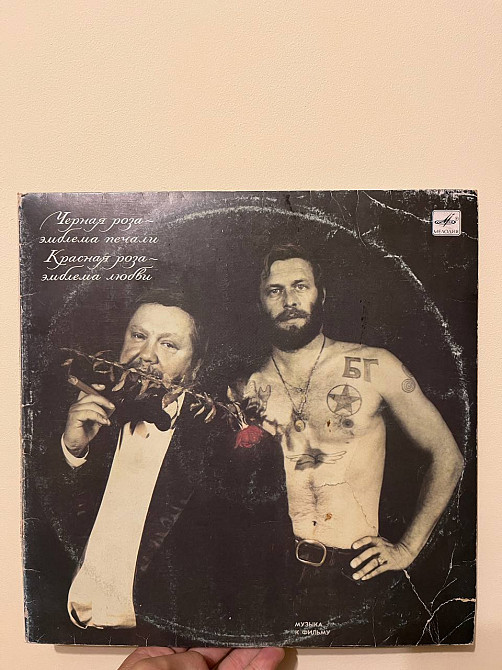 Черная роза —
эмблема печали
Красная роза —
эмблема любви
МЕЛОДИЯ
БГ
МУЗЫКА
К ФИЛЬМУ